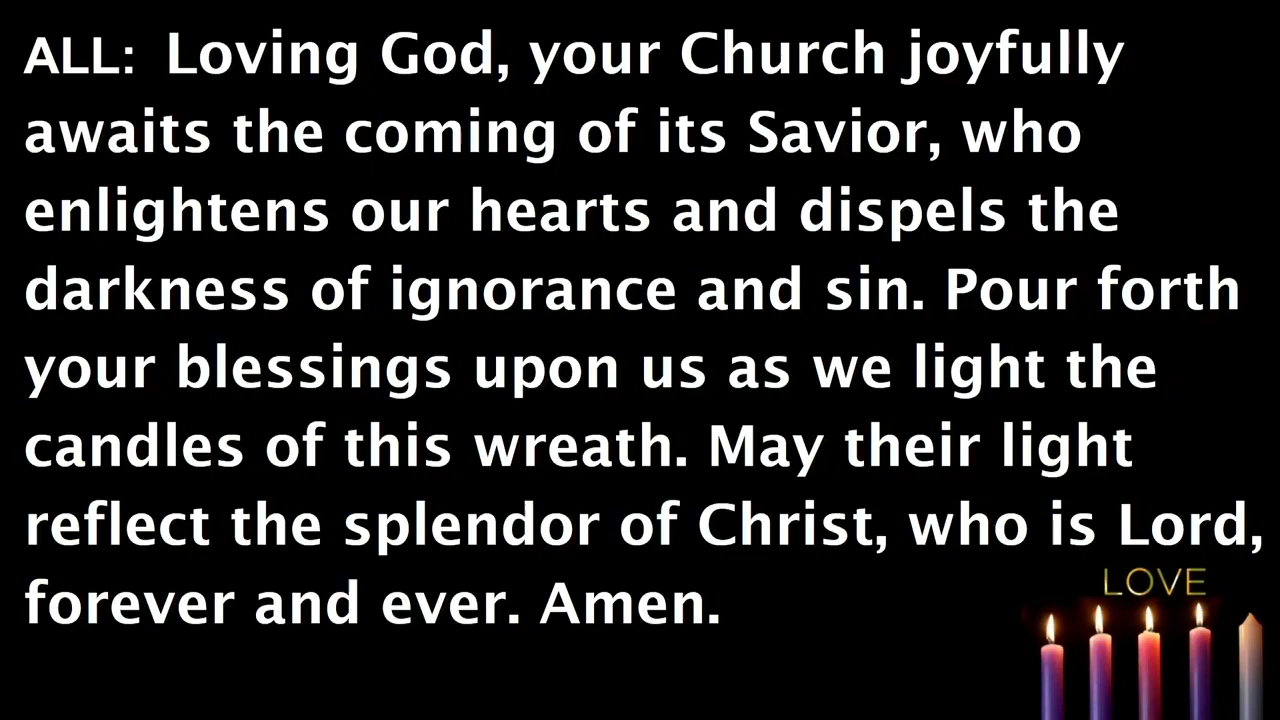 ALL: Loving God, your Church joyfully
awaits the coming of its Savior, who
enlightens our hearts and dispels the
darkness of ignorance and sin. Pour forth
your blessings upon us as we light the
candles of this wreath. May their light
reflect the splendor of Christ, who is Lord,
forever and ever. Amen.
LOVE